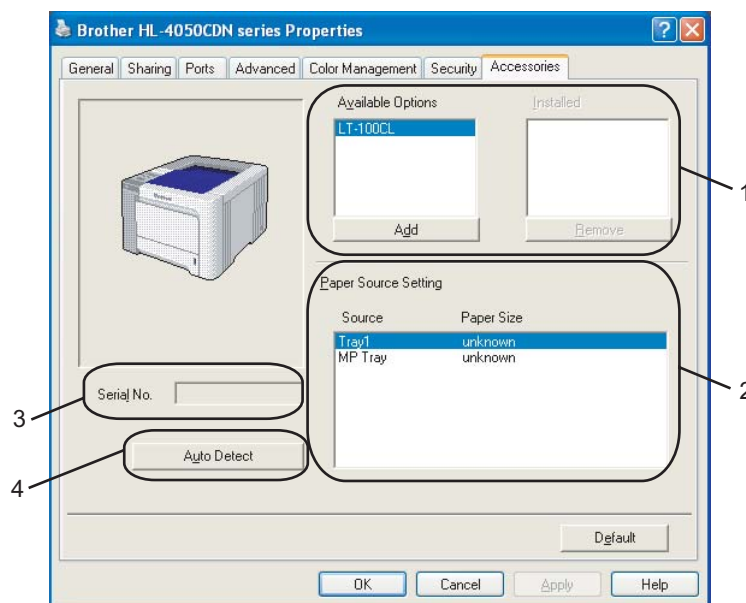 Brother HL-4050CDN series Properties
General Sharing Ports Advanced Color Management Security Accessories
Available Options Installed
LT-100CL
1
Add Remove
Paper Source Setting
Source Paper Size
Tray1 unknown
MP Tray unknown
2
3
Serial No.
4
Auto Detect
Default
OK Cancel Apply Help